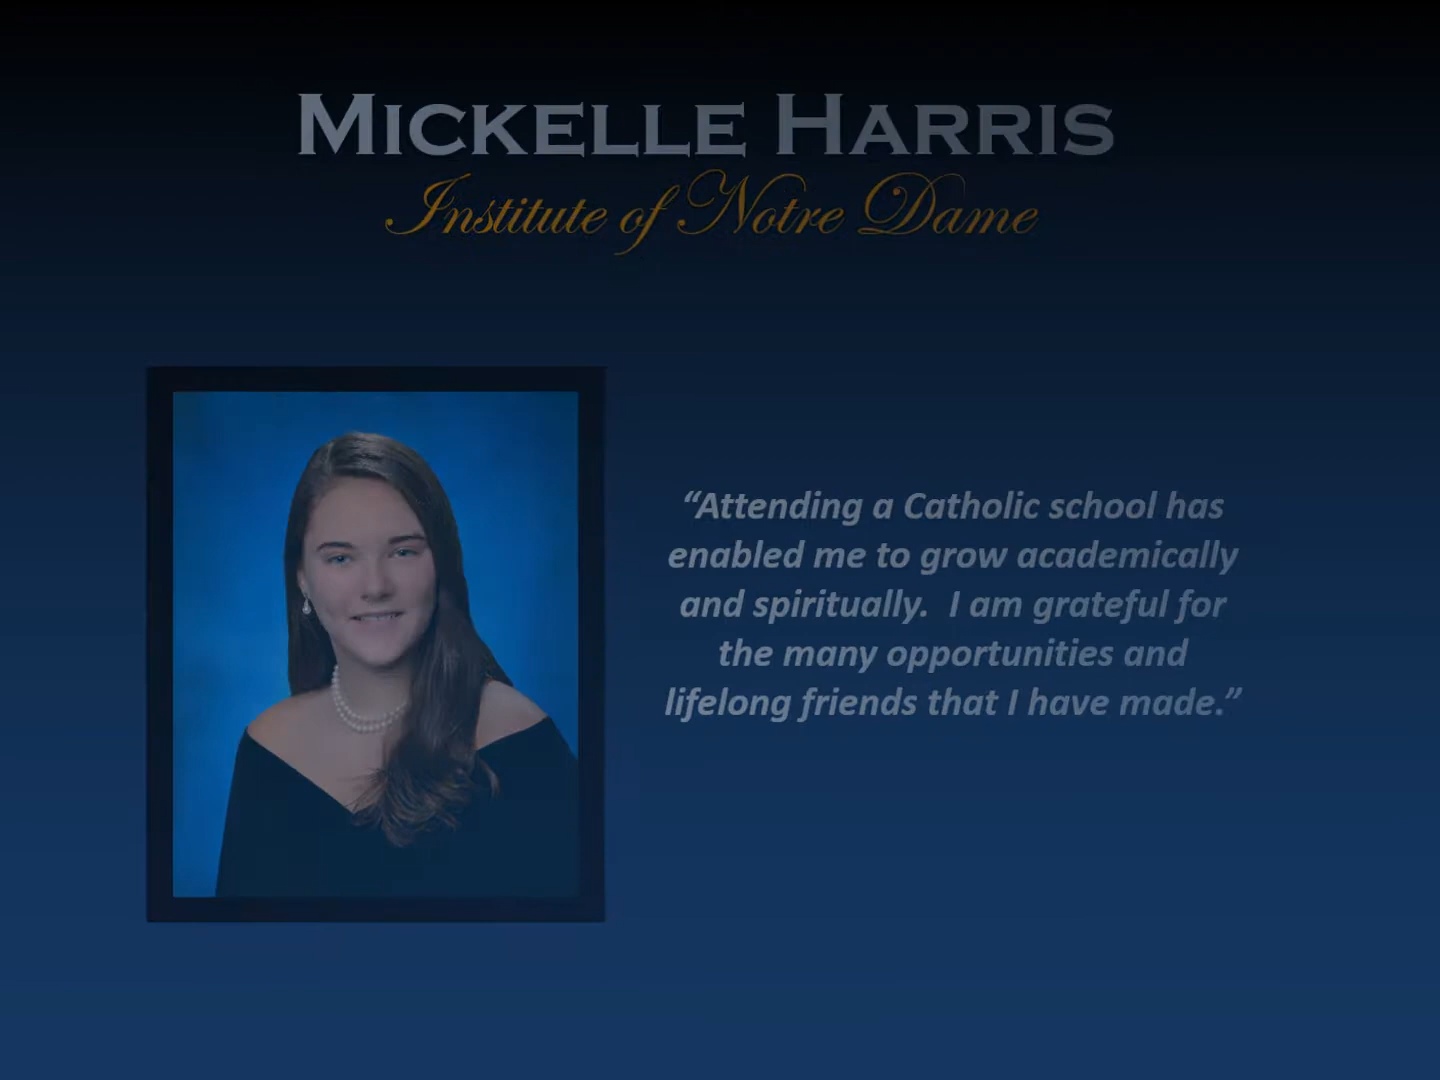 Mickelle Harris
Institute of Notre Dame
“Attending a Catholic school has
enabled me to grow academically
and spiritually.  I am grateful for
the many opportunities and
lifelong friends that I have made.”